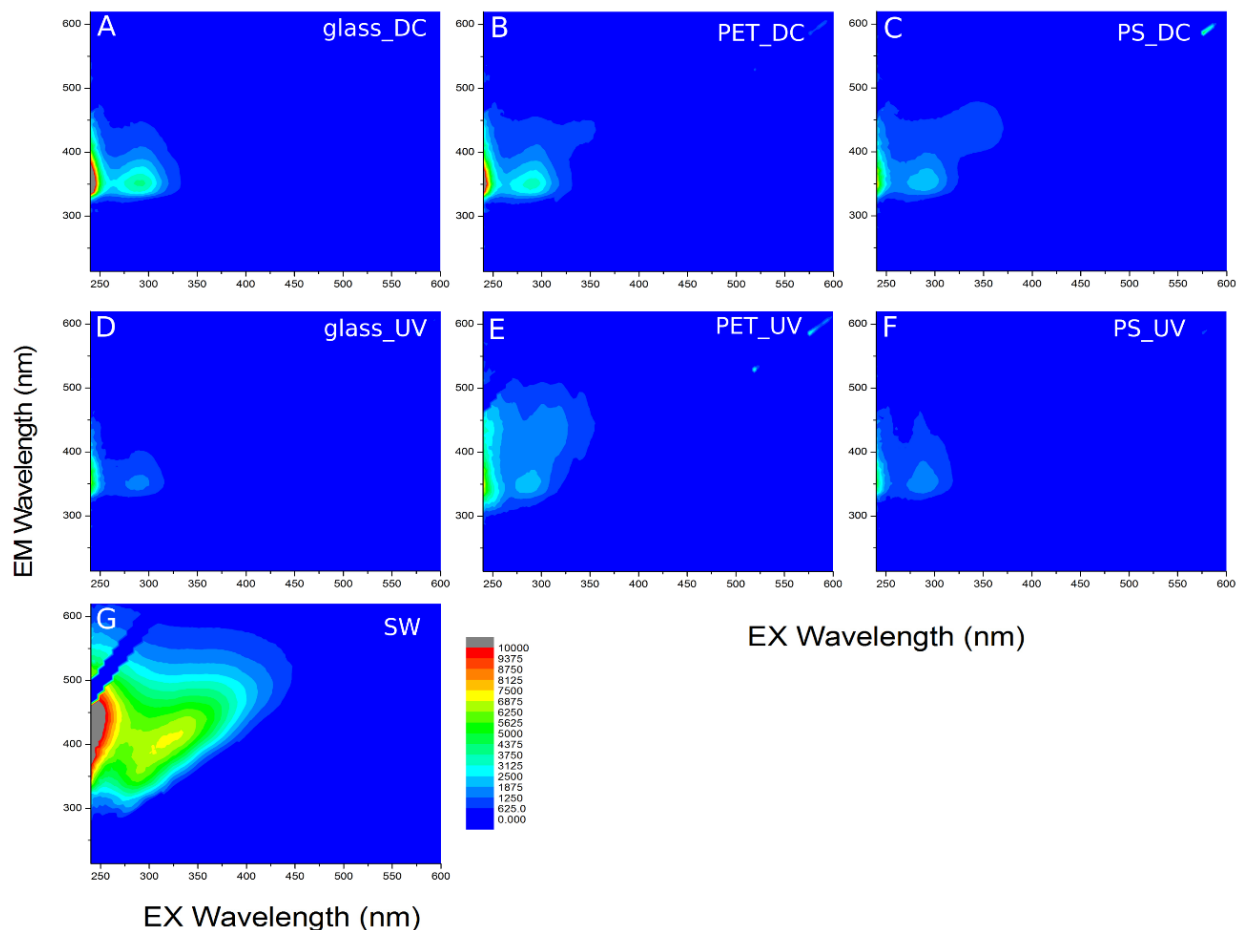 A glass_DC
600
500
400
300
250 300 350 400 450 500 550 600
B PET_DC
600
500
400
300
250 300 350 400 450 500 550 600
C PS_DC
600
500
400
300
250 300 350 400 450 500 550 600
EM Wavelength (nm)
D glass_UV
600
500
400
300
250 300 350 400 450 500 550 600
E PET_UV
600
500
400
300
250 300 350 400 450 500 550 600
F PS_UV
600
500
400
300
250 300 350 400 450 500 550 600
G SW
600
500
400
300
250 300 350 400 450 500 550 600
10000
9375
8750
8125
7500
6875
6250
5625
5000
4375
3750
3125
2500
1875
1250
625.0
0.000
EX Wavelength (nm)
EX Wavelength (nm)